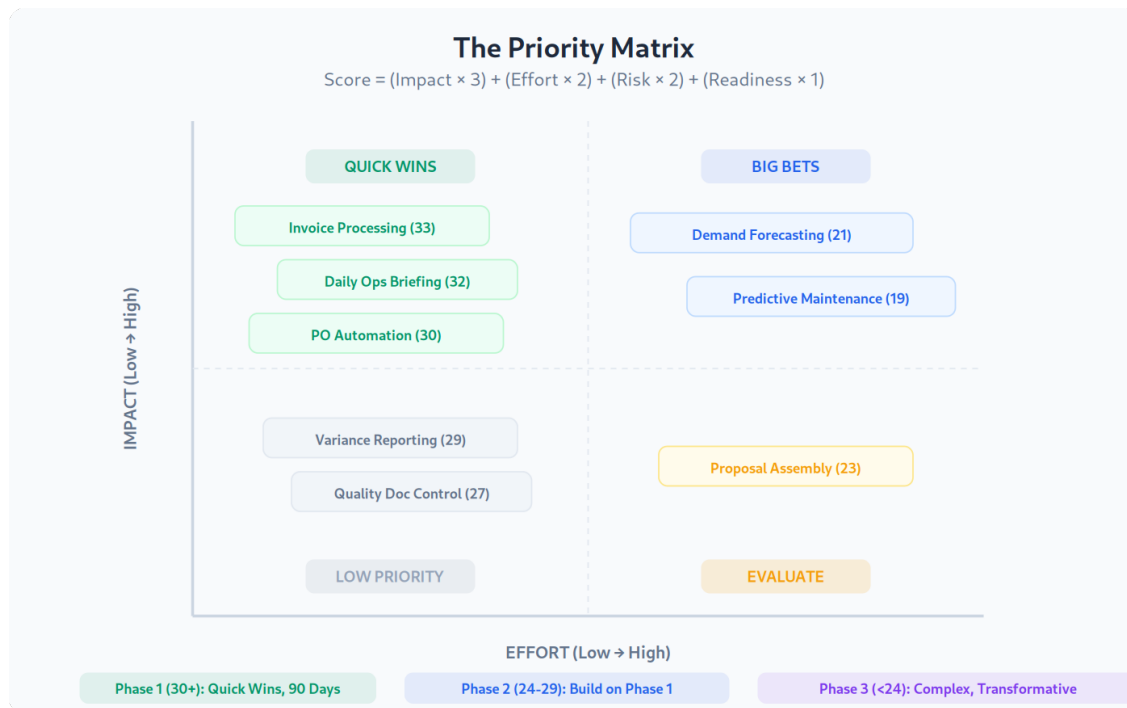 The Priority Matrix
Score = (Impact × 3) + (Effort × 2) + (Risk × 2) + (Readiness × 1)
QUICK WINS
BIG BETS
Invoice Processing (33)
Demand Forecasting (21)
Daily Ops Briefing (32)
Predictive Maintenance (19)
PO Automation (30)
IMPACT (Low → High)
Variance Reporting (29)
Proposal Assembly (23)
Quality Doc Control (27)
LOW PRIORITY
EVALUATE
EFFORT (Low → High)
Phase 1 (30+): Quick Wins, 90 Days
Phase 2 (24-29): Build on Phase 1
Phase 3 (<24): Complex, Transformative